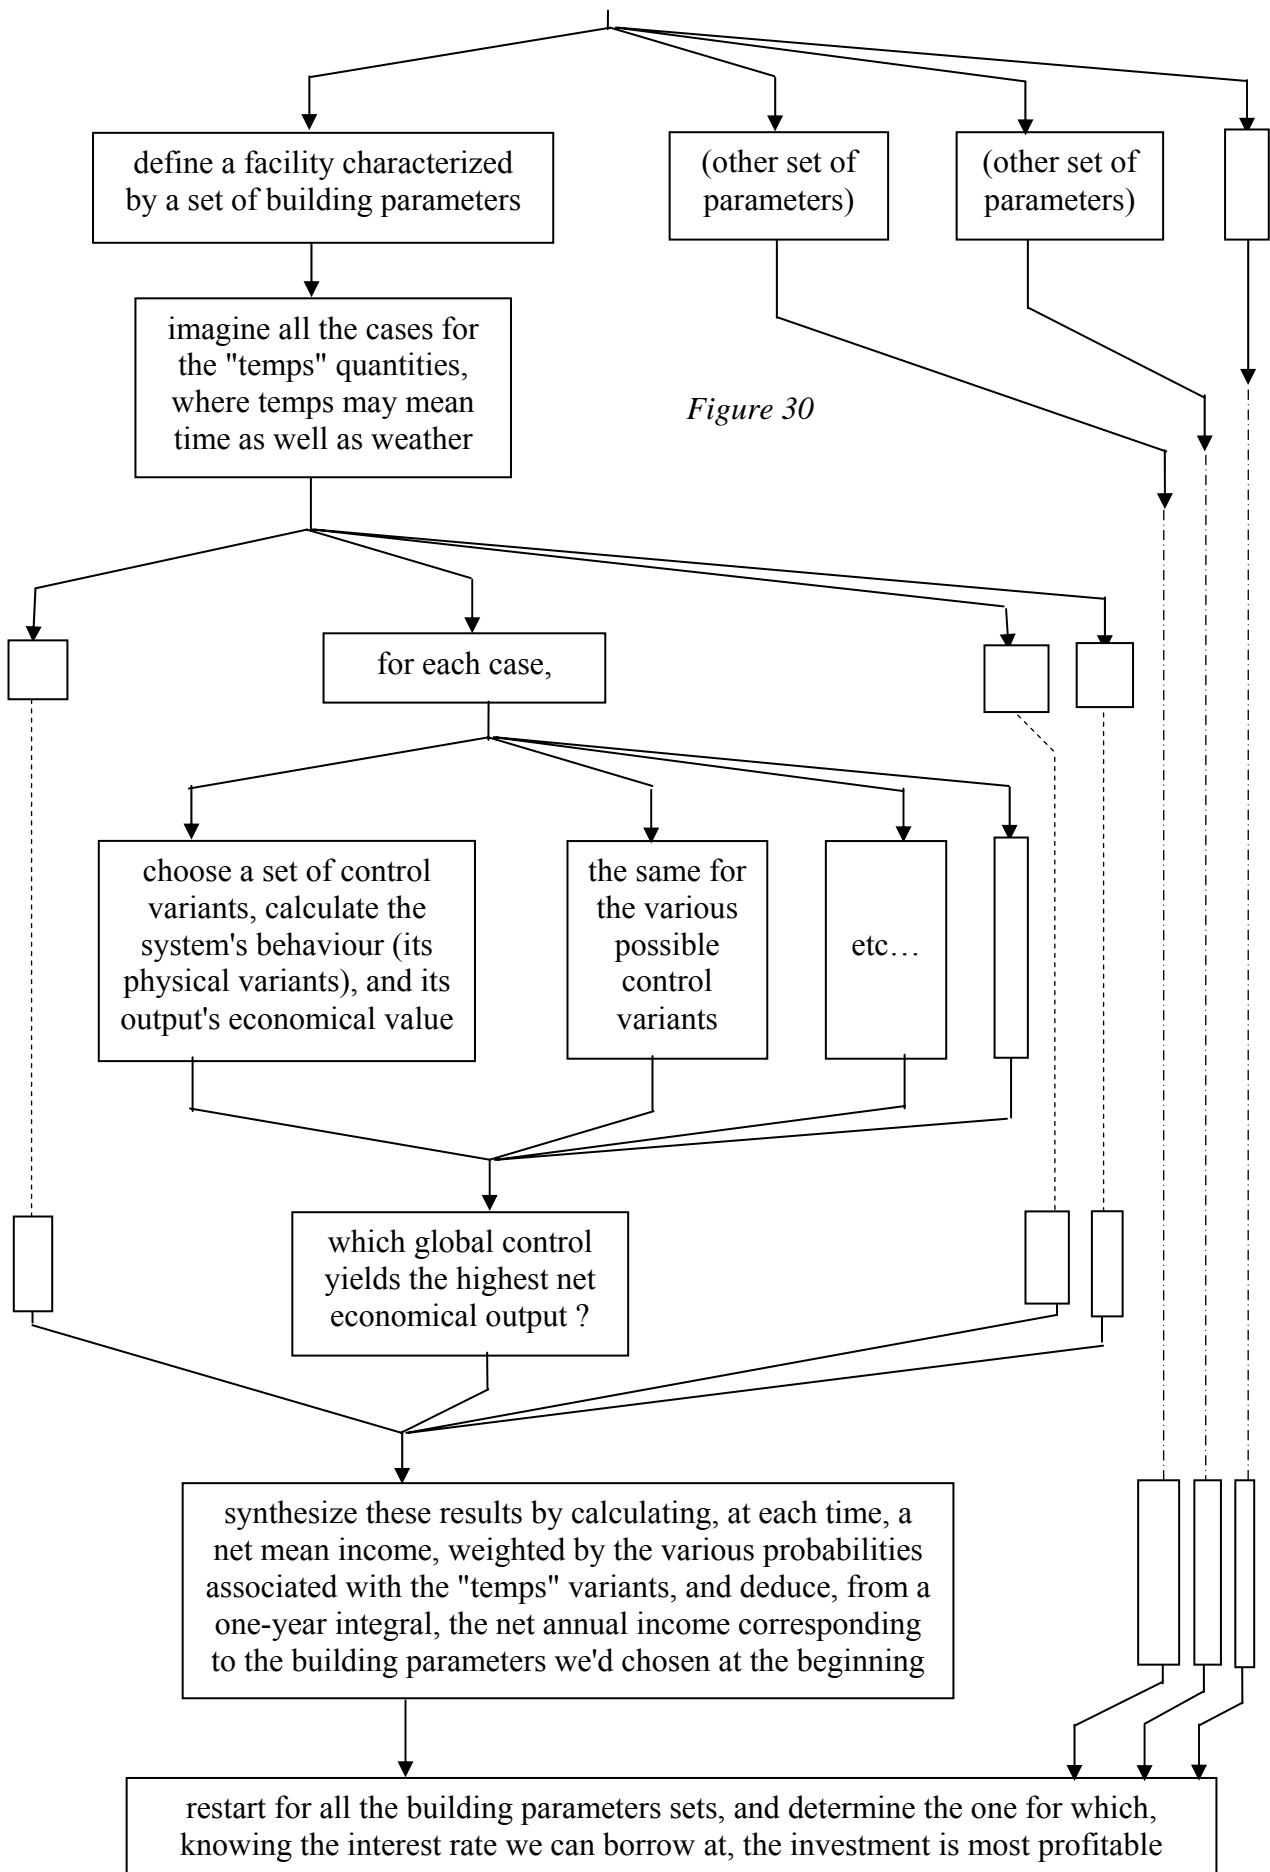 define a facility characterized
by a set of building parameters
(other set of
parameters)
(other set of
parameters)
imagine all the cases for
the "temps" quantities,
where temps may mean
time as well as weather
Figure 30
for each case,
choose a set of control
variants, calculate the
system's behaviour (its
physical variants), and its
output's economical value
the same for
the various
possible
control
variants
etc…
which global control
yields the highest net
economical output ?
synthesize these results by calculating, at each time, a
net mean income, weighted by the various probabilities
associated with the "temps" variants, and deduce, from a
one-year integral, the net annual income corresponding
to the building parameters we'd chosen at the beginning
restart for all the building parameters sets, and determine the one for which,
knowing the interest rate we can borrow at, the investment is most profitable